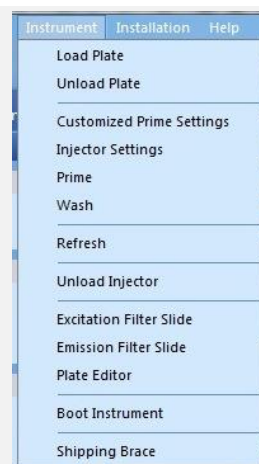 Instrument Installation Help
Load Plate
Unload Plate
Customized Prime Settings
Injector Settings
Prime
Wash
Refresh
Unload Injector
Excitation Filter Slide
Emission Filter Slide
Plate Editor
Boot Instrument
Shipping Brace